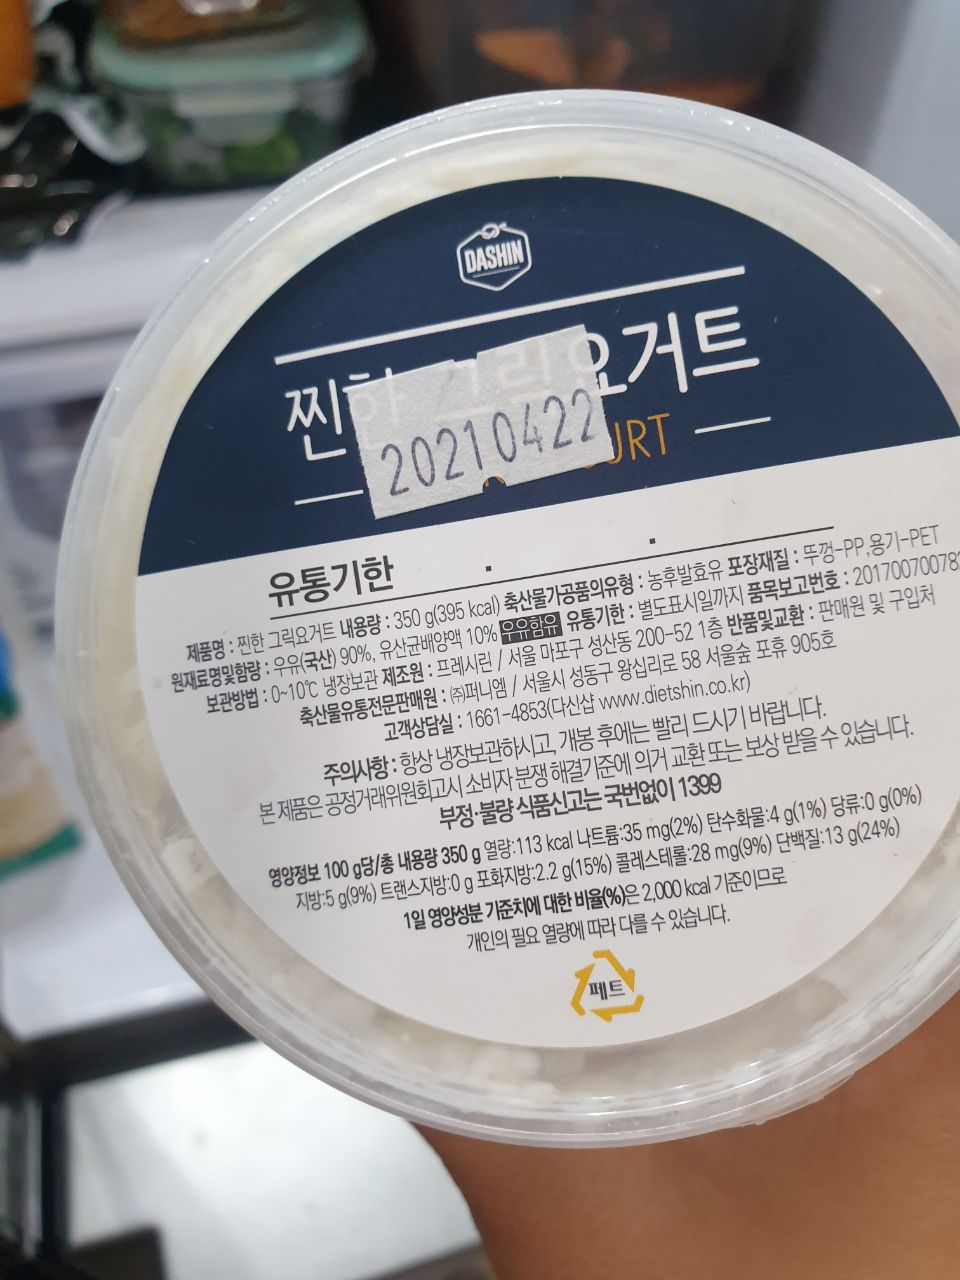 DASHIN
찐한 그릭요거트
20210422
URT
유통기한 . .
제품명 : 찐한 그릭요거트 내용량 : 350 g(395 kcal) 축산물가공품의유형 : 농후발효유 포장재질 : 뚜껑-PP,용기-PET
원재료명및함량 : 우유(국산) 90%, 유산균배양액 10% 우유함유 유통기한 : 별도표시일까지 품목보고번호 : 201700700782
보관방법 : 0~10℃ 냉장보관 제조원 : 프레시린 / 서울 마포구 성산동 200-52 1층 반품및교환 : 판매원 및 구입처
축산물유통전문판매원 : ㈜퍼니엠 / 서울시 성동구 왕십리로 58 서울숲 포휴 905호
고객상담실 : 1661-4853(다신샵 www.dietshin.co.kr)
주의사항 : 항상 냉장보관하시고, 개봉 후에는 빨리 드시기 바랍니다.
본 제품은 공정거래위원회고시 소비자 분쟁 해결기준에 의거 교환 또는 보상 받을 수 있습니다.
부정·불량 식품신고는 국번없이 1399
영양정보 100 g당/총 내용량 350 g 열량:113 kcal 나트륨:35 mg(2%) 탄수화물:4 g(1%) 당류:0 g(0%)
지방:5 g(9%) 트랜스지방:0 g 포화지방:2.2 g(15%) 콜레스테롤:28 mg(9%) 단백질:13 g(24%)
1일 영양성분 기준치에 대한 비율(%)은 2,000 kcal 기준이므로
개인의 필요 열량에 따라 다를 수 있습니다.
페트